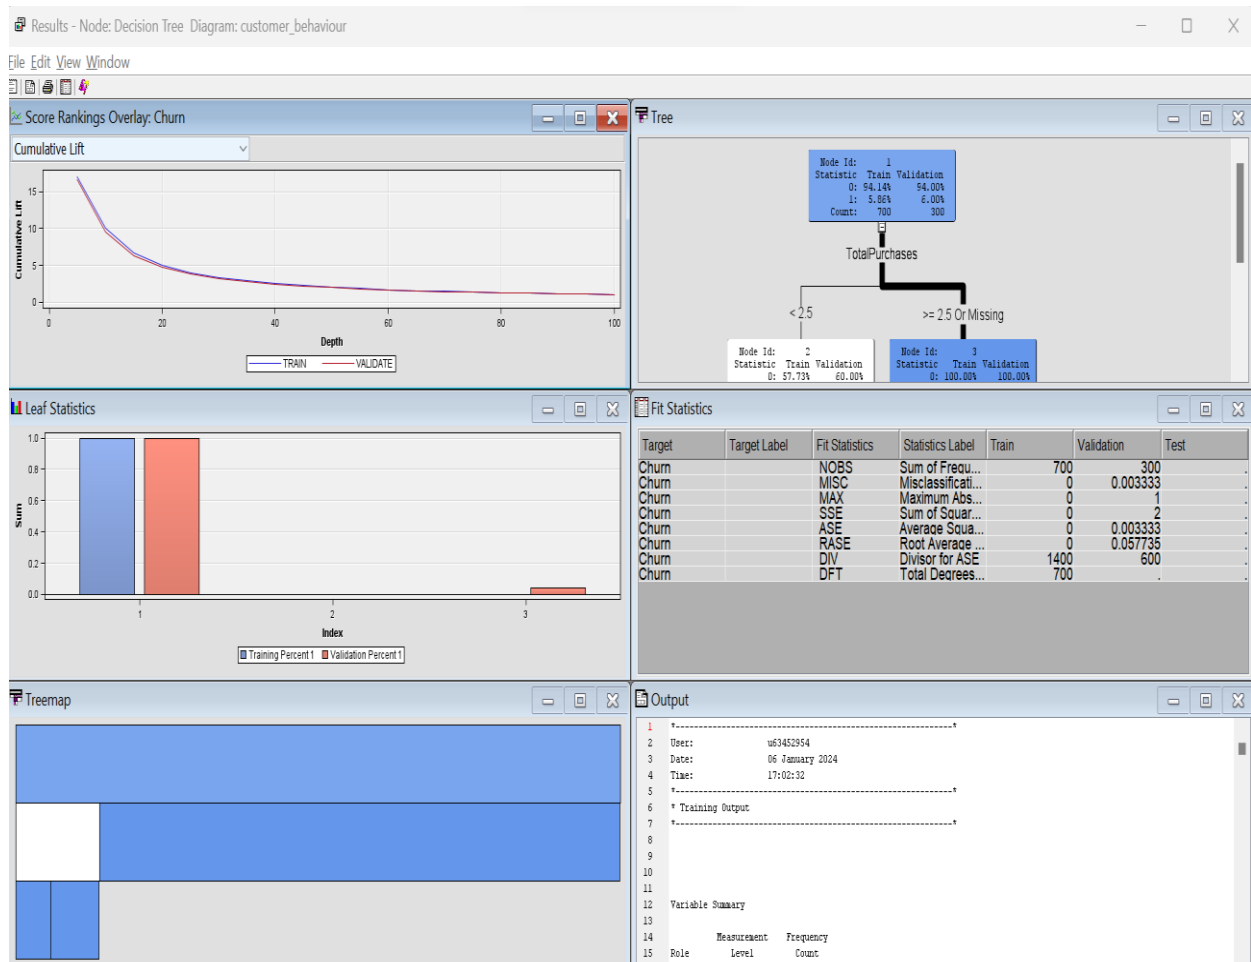 Results - Node: Decision Tree Diagram: customer_behaviour
File Edit View Window
Score Rankings Overlay: Churn
Cumulative Lift
Cumulative Lift
15
10
5
0
0 20 40 60 80 100
Depth
TRAIN VALIDATE
Tree
Node Id: 1
Statistic Train Validation
0: 94.14% 94.00%
1: 5.86% 6.00%
Count: 700 300
TotalPurchases
< 2.5 >= 2.5 Or Missing
Node Id: 2
Statistic Train Validation
0: 57.73% 60.00%
Node Id: 3
Statistic Train Validation
0: 100.00% 100.00%
Leaf Statistics
Sum
1.0
0.8
0.6
0.4
0.2
0.0
1 2 3
Index
Training Percent 1 Validation Percent 1
Fit Statistics
Target Target Label Fit Statistics Statistics Label Train Validation Test
Churn NOBS Sum of Frequ... 700 300 .
Churn MISC Misclassificati... 0 0.003333 .
Churn MAX Maximum Abs... 0 1 .
Churn SSE Sum of Squar... 0 2 .
Churn ASE Average Squa... 0 0.003333 .
Churn RASE Root Average ... 0 0.057735 .
Churn DIV Divisor for ASE 1400 600 .
Churn DFT Total Degrees... 700 . .
Treemap
Output
1 *------------------------------------------------------------*
2 User: u63452954
3 Date: 06 January 2024
4 Time: 17:02:32
5 *------------------------------------------------------------*
6 * Training Output
7 *------------------------------------------------------------*
8
9
10
11
12 Variable Summary
13
14 Measurement Frequency
15 Role Level Count